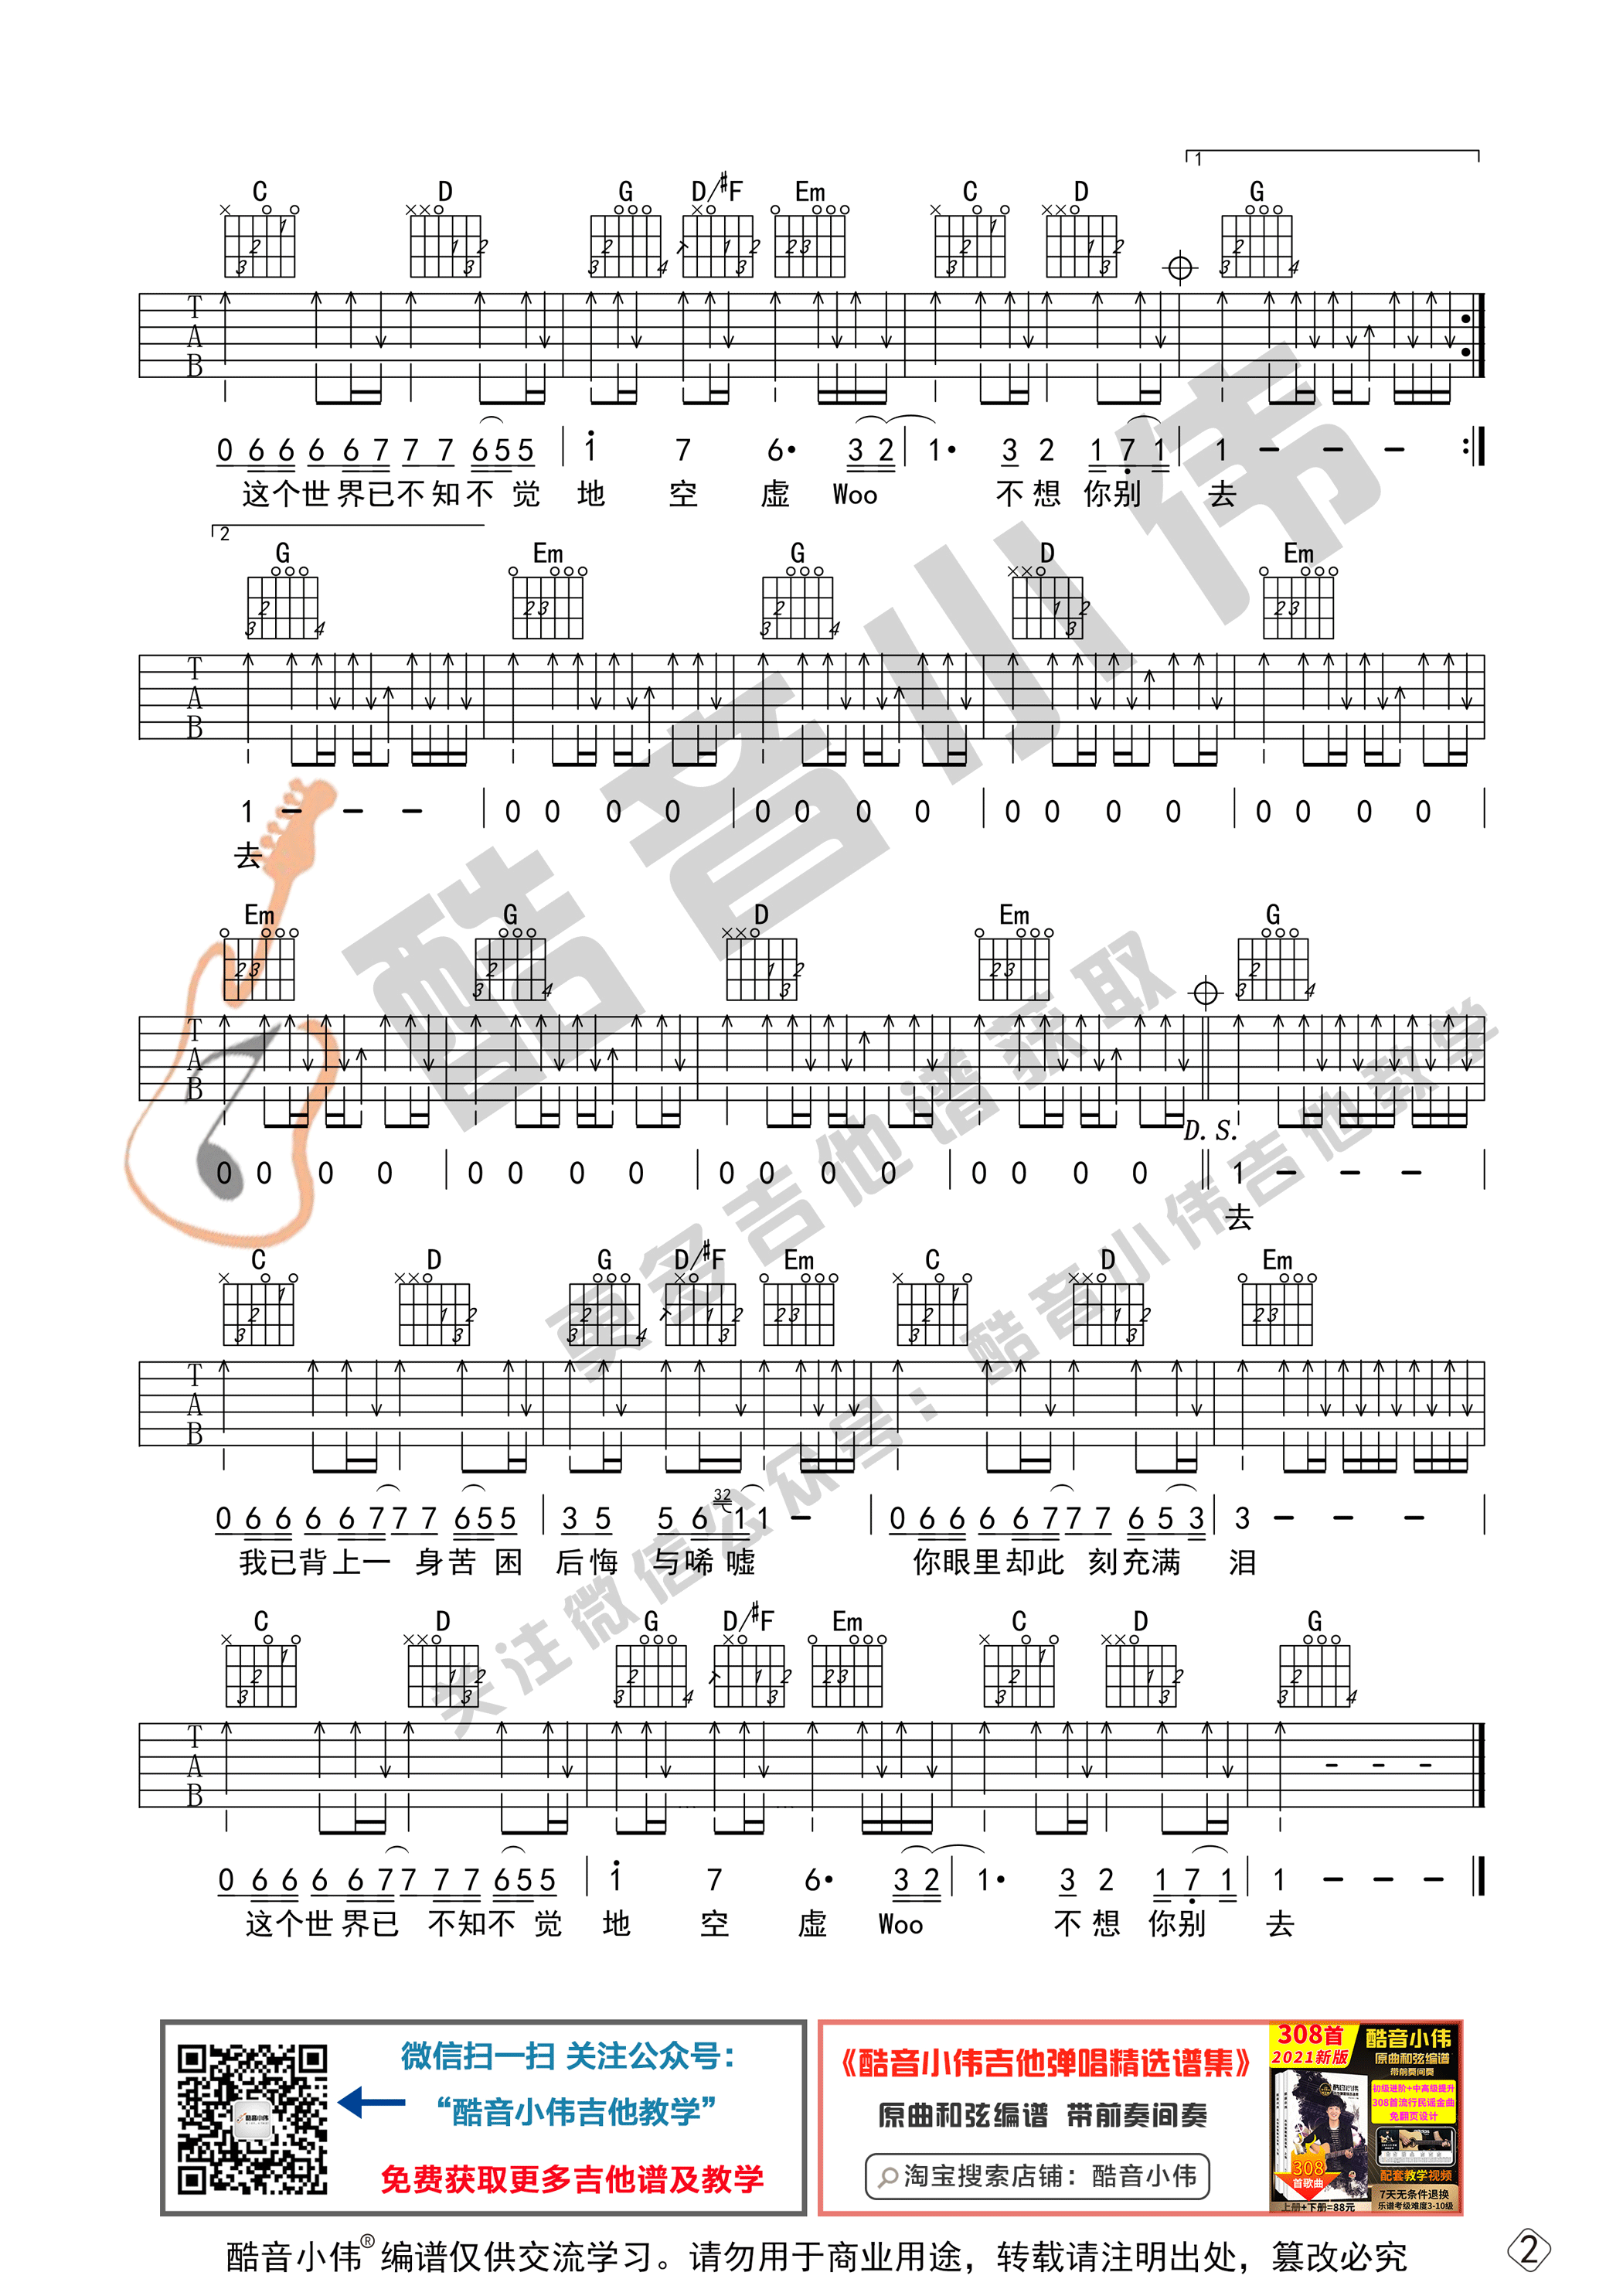 1
C D G D/#F Em C D G
T
A
B
0 6 6 6 6 7 7 7 6 5 5 | 1 7 6· 3 2 | 1· 3 2 1 7 1 | 1 - - - :|
这个世界已不知不 觉 地 空 虚 Woo 不想 你别 去
2
G Em G D Em
T
A
B
1 - - - | 0 0 0 0 | 0 0 0 0 | 0 0 0 0 | 0 0 0 0 |
去
Em G D Em G
T
A
B
D. S.
0 0 0 0 | 0 0 0 0 | 0 0 0 0 | 0 0 0 0 || 1 - - - |
去
C D G D/#F Em C D Em
T
A
B
0 6 6 6 6 7 7 7 6 5 5 | 3 5 5 6 32 1 1 - | 0 6 6 6 6 7 7 7 6 5 3 | 3 - - - |
我已背上一 身苦 困 后悔 与唏 嘘 你眼里却此 刻充满 泪
C D G D/#F Em C D G
T
A
B
0 6 6 6 6 7 7 7 7 6 5 5 | 1 7 6· 3 2 | 1· 3 2 1 7 1 | 1 - - -
这个世界已 不知不 觉 地 空 虚 Woo 不想 你别 去
酷音小伟
更多吉他谱获取
关注微信公众号：酷音小伟吉他教学
微信扫一扫 关注公众号：
“酷音小伟吉他教学”
免费获取更多吉他谱及教学
酷音小伟
《酷音小伟吉他弹唱精选谱集》
原曲和弦编谱 带前奏间奏
淘宝搜索店铺：酷音小伟
308首
2021新版
酷音小伟
原曲和弦编谱
带前奏间奏
初级进阶+中高级提升
308首流行民谣金曲
免翻页设计
308
首歌曲
配套教学视频
上册+下册=88元
7天无条件退换
乐谱考级难度3-10级
酷音小伟® 编谱仅供交流学习。请勿用于商业用途，转载请注明出处，篡改必究
2